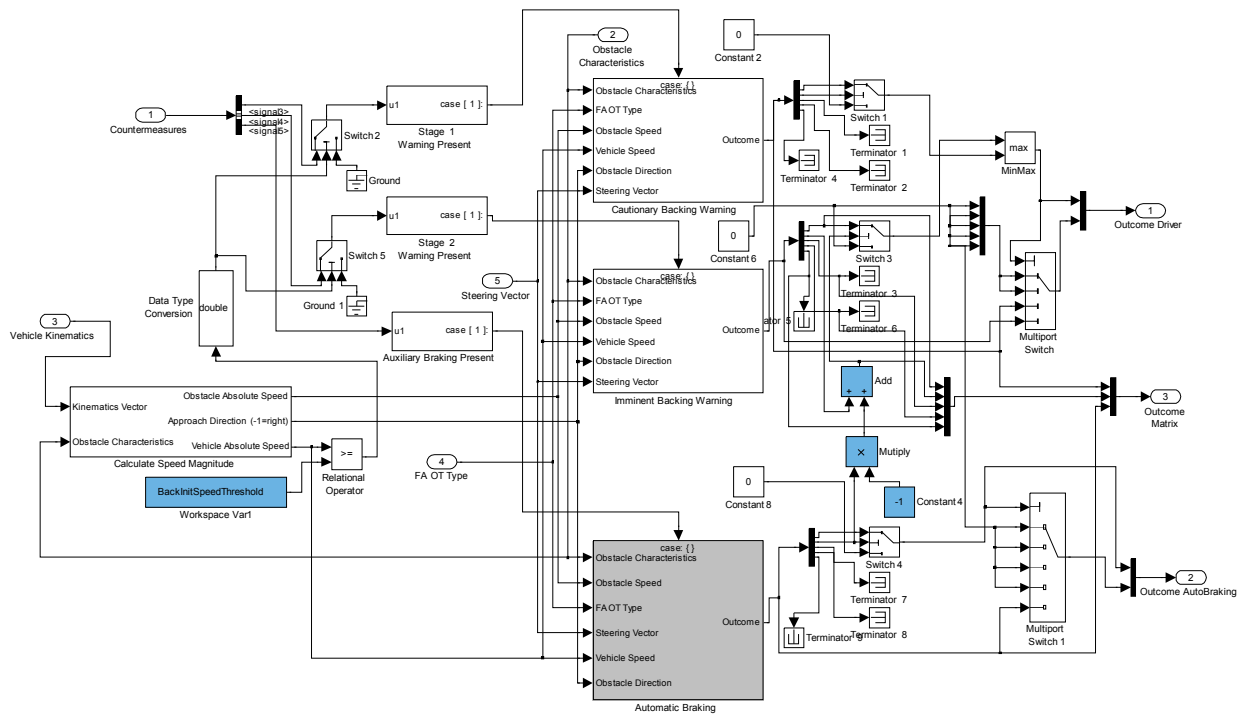 1
Countermeasures
<signal3>
<signal4>
<signal5>
Switch 2
Ground
u1
case [ 1 ]:
Stage 1
Warning Present
u1
case [ 1 ]:
Stage 2
Warning Present
Switch 5
Ground 1
Data Type
Conversion
double
u1
case [ 1 ]:
Auxiliary Braking Present
3
Vehicle Kinematics
Kinematics Vector
Obstacle Characteristics
Obstacle Absolute Speed
Approach Direction (-1=right)
Vehicle Absolute Speed
Calculate Speed Magnitude
BackInitSpeedThreshold
Workspace Var1
>=
Relational
Operator
2
Obstacle
Characteristics
5
Steering Vector
4
FA OT Type
case: { }
Obstacle Characteristics
FA OT Type
Obstacle Speed
Vehicle Speed
Obstacle Direction
Steering Vector
Outcome
Cautionary Backing Warning
case: { }
Obstacle Characteristics
FA OT Type
Obstacle Speed
Vehicle Speed
Obstacle Direction
Steering Vector
Outcome
Imminent Backing Warning
case: { }
Obstacle Characteristics
Obstacle Speed
FA OT Type
Steering Vector
Vehicle Speed
Obstacle Direction
Outcome
Automatic Braking
0
Constant 2
Switch 1
Terminator 1
Terminator 2
Terminator 4
0
Constant 6
Switch 3
Terminator 3
Terminator 6
ator 5
+ +
Add
×
Mutiply
-1
Constant 4
0
Constant 8
Switch 4
Terminator 7
Terminator 8
Terminator 9
max
MinMax
Multiport
Switch
Multiport
Switch 1
1
Outcome Driver
3
Outcome
Matrix
2
Outcome AutoBraking